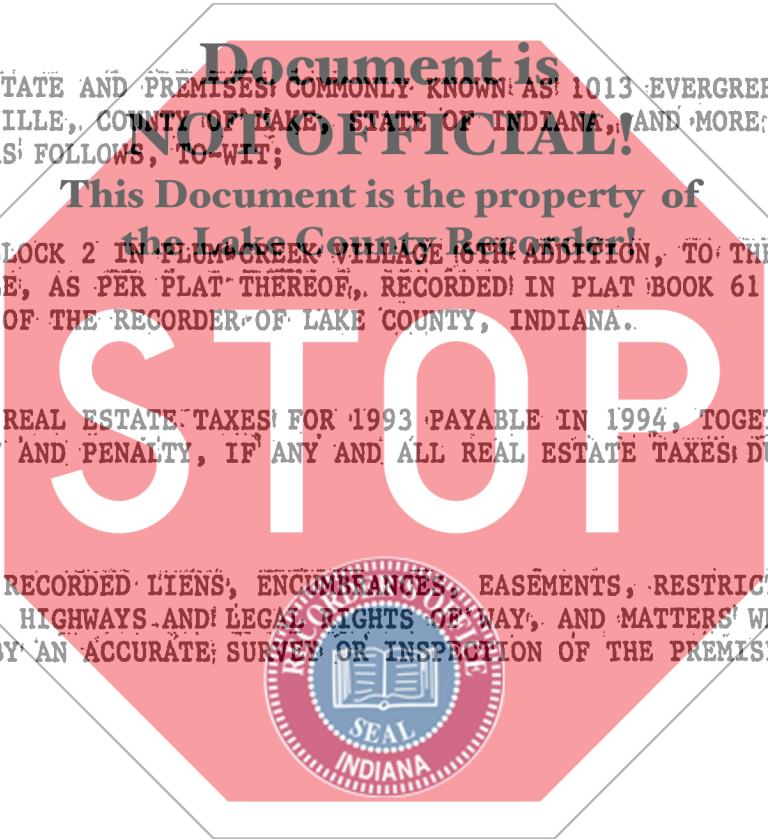 Document is
TATE AND PREMISES COMMONLY KNOWN AS 1013 EVERGREE
ILLE, COUNTY OF LAKE, STATE OF INDIANA, AND MORE
NOT OFFICIAL!
S FOLLOWS, TO-WIT;
This Document is the property of
the Lake County Recorder!
LOCK 2 IN PLUM CREEK VILLAGE ADDITION, TO THE
E, AS PER PLAT THEREOF, RECORDED IN PLAT BOOK 61
OF THE RECORDER OF LAKE COUNTY, INDIANA.
STOP
REAL ESTATE TAXES FOR 1993 PAYABLE IN 1994, TOGET
AND PENALTY, IF ANY AND ALL REAL ESTATE TAXES DU
RECORDED LIENS, ENCUMBRANCES, EASEMENTS, RESTRIC
HIGHWAYS AND LEGAL RIGHTS OF WAY, AND MATTERS W
BY AN ACCURATE SURVEY OR INSPECTION OF THE PREMIS
SEAL
INDIANA